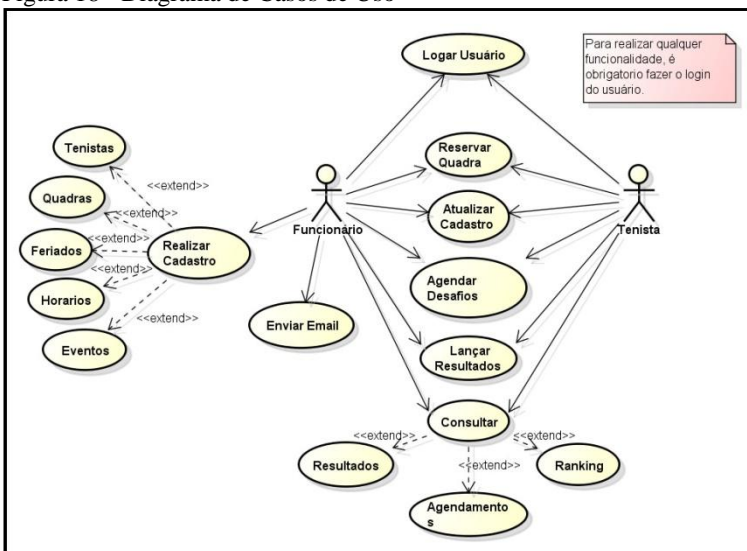 Figura 18 - Diagrama de Casos de Uso
Logar Usuário
Para realizar qualquer
funcionalidade, é
obrigatorio fazer o login
do usuário.
Tenistas
<<extend>>
Quadras
<<extend>>
Feriados
<<extend>>
Horarios
<<extend>>
Eventos
<<extend>>
Realizar
Cadastro
Funcionário
Reservar
Quadra
Atualizar
Cadastro
Tenista
Agendar
Desafios
Enviar Email
Lançar
Resultados
Consultar
<<extend>>
<<extend>>
<<extend>>
Resultados
Ranking
Agendamento
s